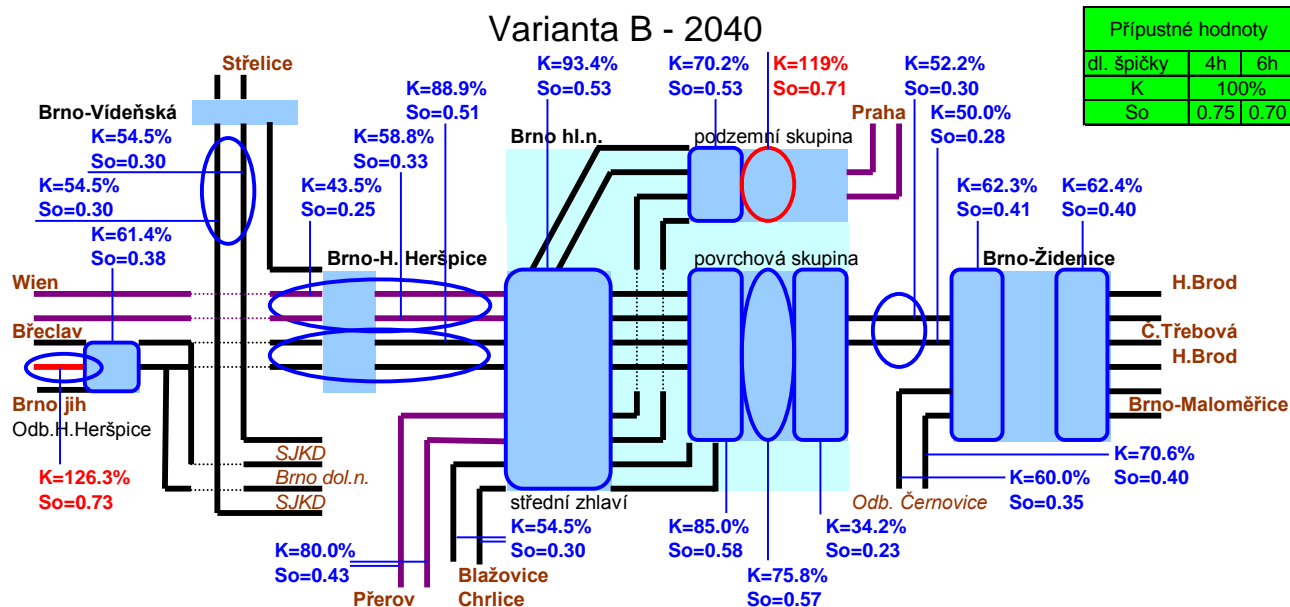 Varianta B - 2040
Přípustné hodnoty
dl. špičky 4h 6h
K 100%
So 0.75 0.70
Střelice
Brno-Vídeňská
K=54.5%
So=0.30
K=54.5%
So=0.30
K=61.4%
So=0.38
K=88.9%
So=0.51
K=58.8%
So=0.33
K=43.5%
So=0.25
K=93.4%
So=0.53
K=70.2%
So=0.53
K=119%
So=0.71
K=52.2%
So=0.30
K=50.0%
So=0.28
Praha
Brno hl.n.
podzemní skupina
K=62.3%
So=0.41
K=62.4%
So=0.40
Brno-H. Heršpice
povrchová skupina
Brno-Židenice
Wien
Břeclav
Brno jih
Odb.H.Heršpice
K=126.3%
So=0.73
H.Brod
Č.Třebová
H.Brod
Brno-Maloměřice
SJKD
Brno dol.n.
SJKD
střední zhlaví
K=54.5%
So=0.30
K=80.0%
So=0.43
Přerov
Blažovice
Chrlice
K=85.0%
So=0.58
K=75.8%
So=0.57
K=34.2%
So=0.23
Odb. Černovice
K=60.0%
So=0.35
K=70.6%
So=0.40